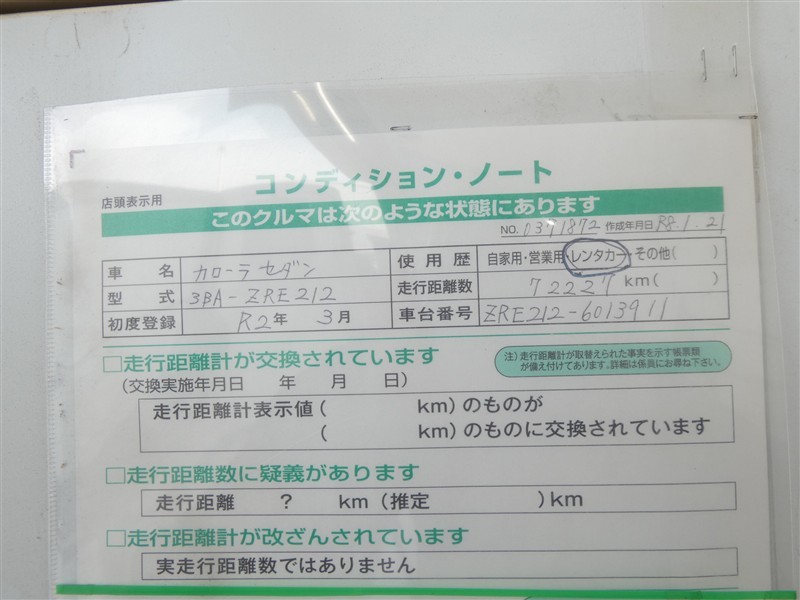 店頭表示用
コンディション・ノート
このクルマは次のような状態にあります
NO. 0371872 作成年月日 R8.1.21
車名 カローラセダン 使用歴 自家用・営業用・レンタカー・その他( )
型式 3BA-ZRE212 走行距離数 72227 km( )
初度登録 R2年 3月 車台番号 ZRE212-6013911
□走行距離計が交換されています
注)走行距離計が取替えられた事実を示す帳票類
が備え付けてあります。詳細は係員にお尋ね下さい。
(交換実施年月日 年 月 日)
走行距離計表示値( km)のものが
( km)のものに交換されています
□走行距離数に疑義があります
走行距離 ? km(推定 )km
□走行距離計が改ざんされています
実走行距離数ではありません